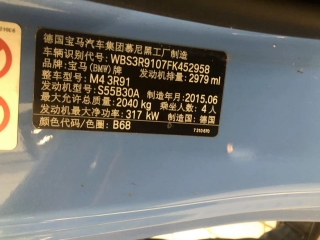 德国宝马汽车集团慕尼黑工厂制造
车辆识别代号: WBS3R9107FK452958
品牌: 宝马(BMW)牌 发动机排量: 2979 ml
整车型号: M4 3R91
发动机型号: S55B30A 制造年月: 2015.06
最大允许总质量: 2040 kg 乘坐人数: 4 人
发动机最大净功率: 317 kW 制造国: 德国
颜色代码/色圈: B68